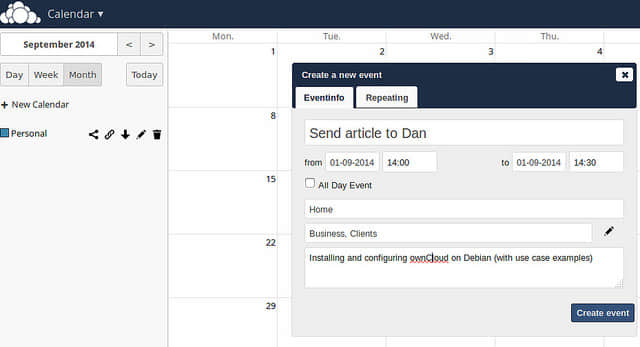 Calendar
September 2014 < >
Day Week Month Today
+ New Calendar
Personal
Mon. Tue. Wed. Thu.
1 2 3 4
8
15
22
29
Create a new event
Eventinfo Repeating
Send article to Dan
from 01-09-2014 14:00 to 01-09-2014 14:30
All Day Event
Home
Business, Clients
Installing and configuring ownCloud on Debian (with use case examples)
Create event